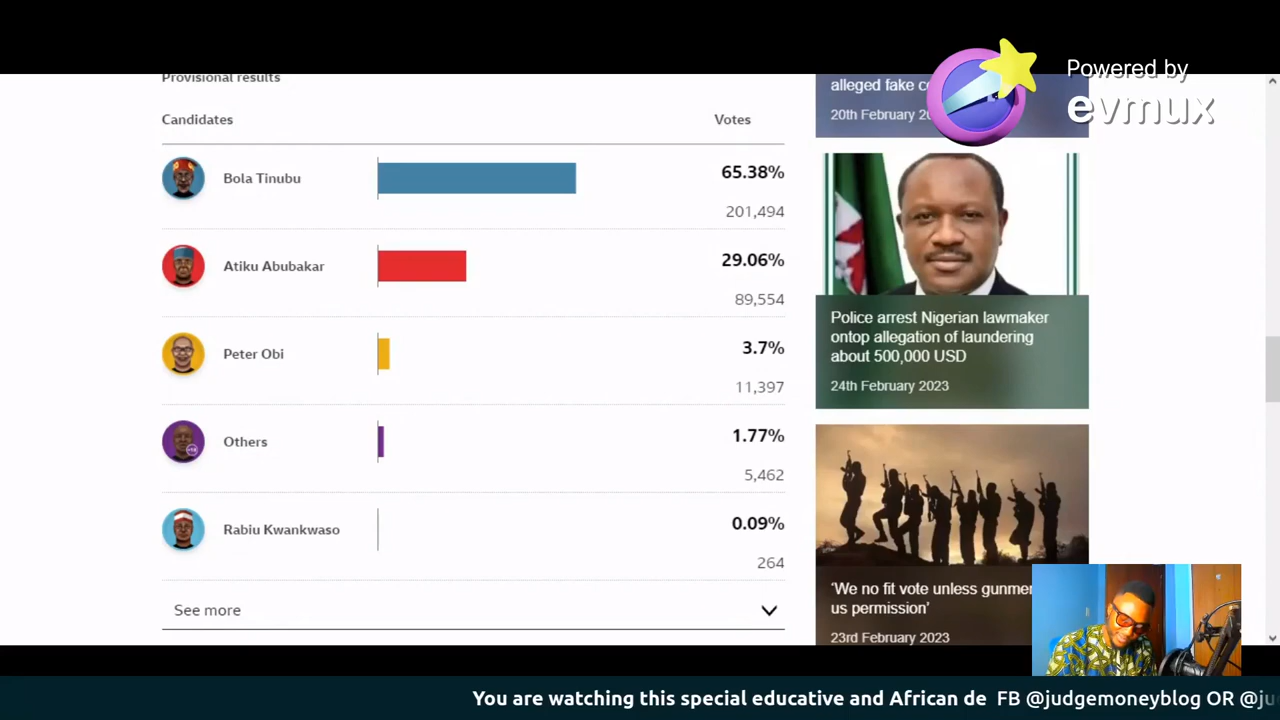 Powered by
evmux
Provisional results
Candidates
Votes
Bola Tinubu
65.38%
201,494
Atiku Abubakar
29.06%
89,554
Peter Obi
3.7%
11,397
Others
1.77%
5,462
Rabiu Kwankwaso
0.09%
264
See more
alleged fake
20th February
Police arrest Nigerian lawmaker
ontop allegation of laundering
about 500,000 USD
24th February 2023
‘We no fit vote unless gunmen
us permission’
23rd February 2023
You are watching this special educative and African de FB @judgemoneyblog OR